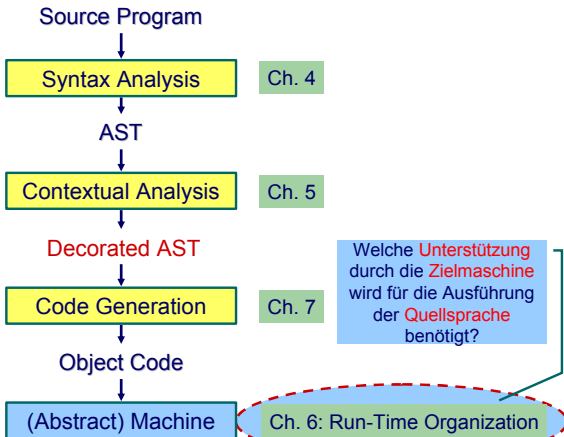 Source Program
Syntax Analysis
Ch. 4
AST
Contextual Analysis
Ch. 5
Decorated AST
Welche Unterstützung
durch die Zielmaschine
wird für die Ausführung
der Quellsprache
benötigt?
Code Generation
Ch. 7
Object Code
(Abstract) Machine
Ch. 6: Run-Time Organization